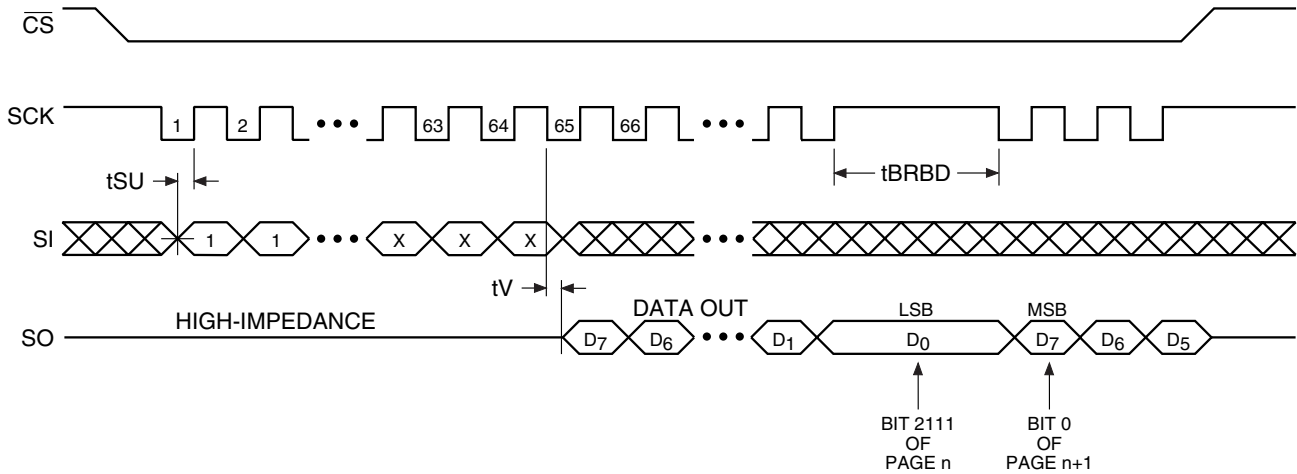 CS
SCK
1 2 63 64 65 66
tSU
tBRBD
SI
1 1 X X X
tV
HIGH-IMPEDANCE
DATA OUT
LSB MSB
SO
D7 D6 D1 D0 D7 D6 D5
BIT 2111
OF
PAGE n
BIT 0
OF
PAGE n+1